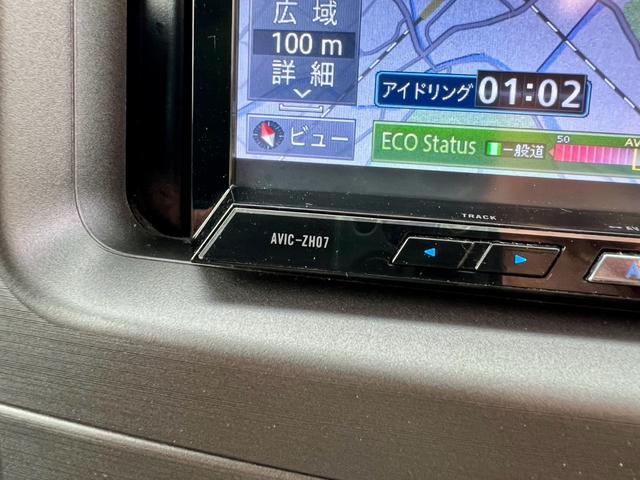 広域
100 m
詳細
アイドリング 01:02
ビュー
ECO Status 一般道
50
AV
TRACK
AVIC-ZH07